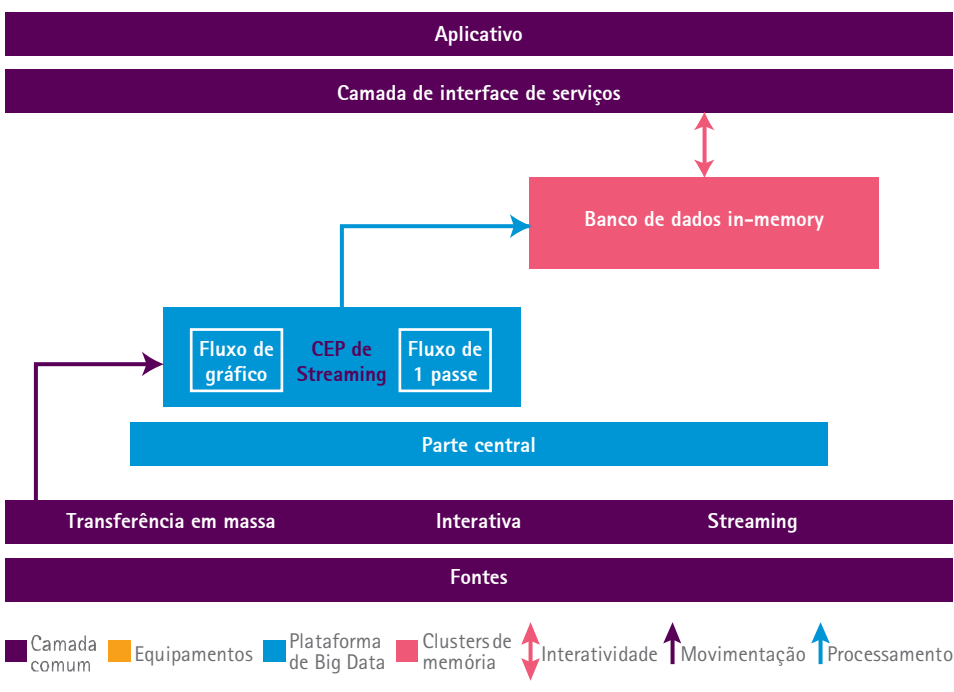 Aplicativo
Camada de interface de serviços
Banco de dados in-memory
Fluxo de
gráfico
CEP de
Streaming
Fluxo de
1 passe
Parte central
Transferência em massa Interativa Streaming
Fontes
Camada
comum
Equipamentos
Plataforma
de Big Data
Clusters de
memória
Interatividade
Movimentação
Processamento